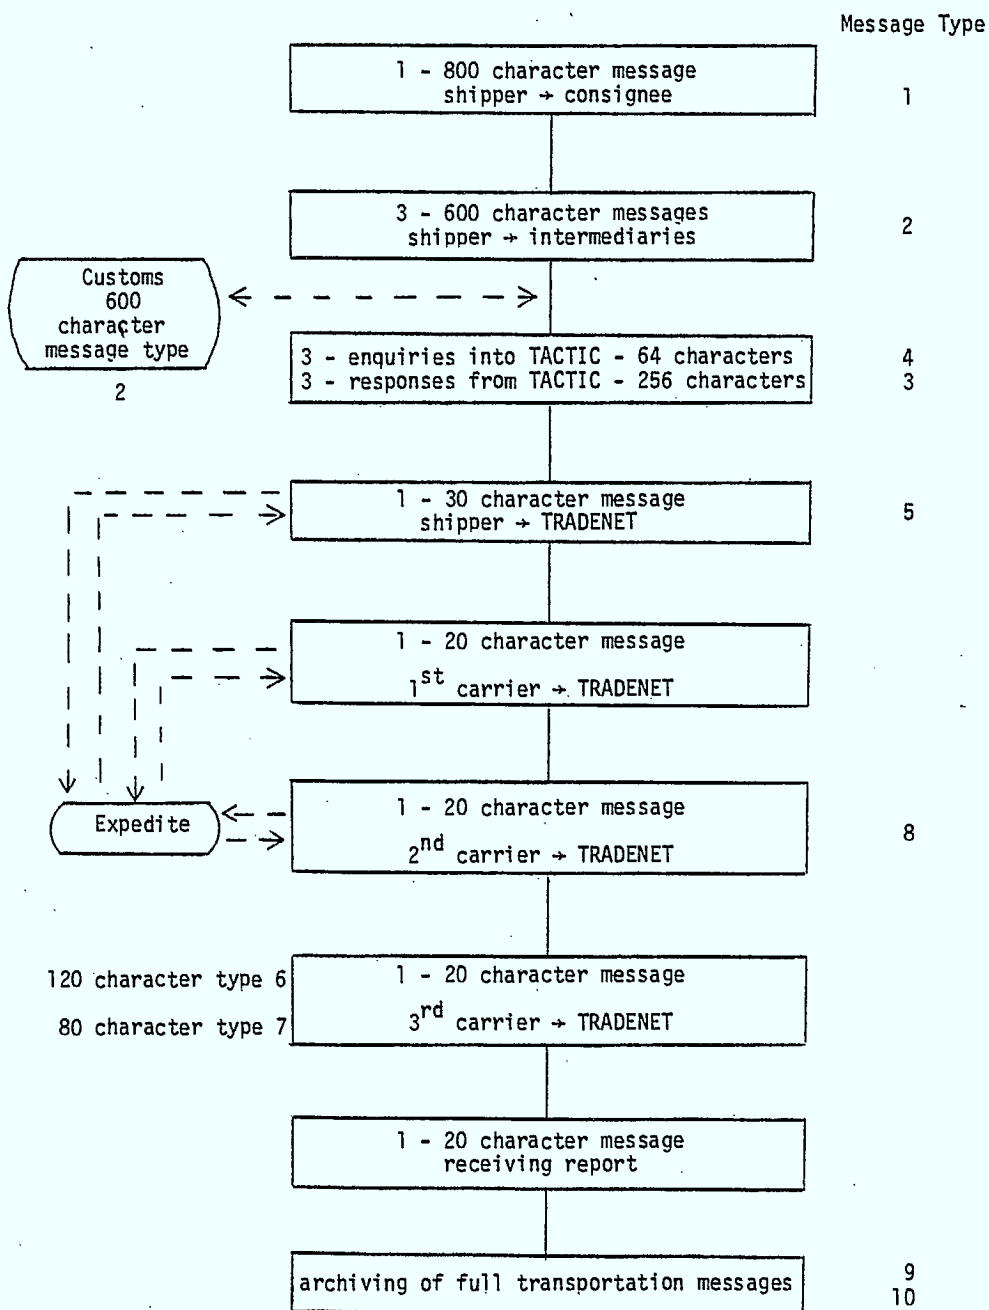 Message Type
1 - 800 character message
shipper → consignee
1
3 - 600 character messages
shipper → intermediaries
2
Customs
600
character
message type
2
3 - enquiries into TACTIC - 64 characters
4
3 - responses from TACTIC - 256 characters
3
1 - 30 character message
shipper → TRADENET
5
1 - 20 character message
1st carrier → TRADENET
Expedite
1 - 20 character message
2nd carrier → TRADENET
8
120 character type 6
80 character type 7
1 - 20 character message
3rd carrier → TRADENET
1 - 20 character message
receiving report
archiving of full transportation messages
9
10